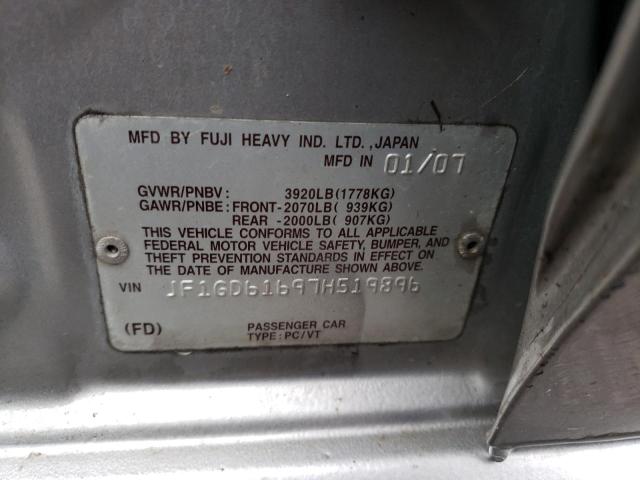 MFD BY FUJI HEAVY IND. LTD.,JAPAN
MFD IN 01/07
GVWR/PNBV: 3920LB(1778KG)
GAWR/PNBE:FRONT-2070LB( 939KG)
REAR -2000LB( 907KG)
THIS VEHICLE CONFORMS TO ALL APPLICABLE
FEDERAL MOTOR VEHICLE SAFETY, BUMPER, AND
THEFT PREVENTION STANDARDS IN EFFECT ON
THE DATE OF MANUFACTURE SHOWN ABOVE.
VIN JF1GD61697H519896
(FD) PASSENGER CAR
TYPE:PC/VT